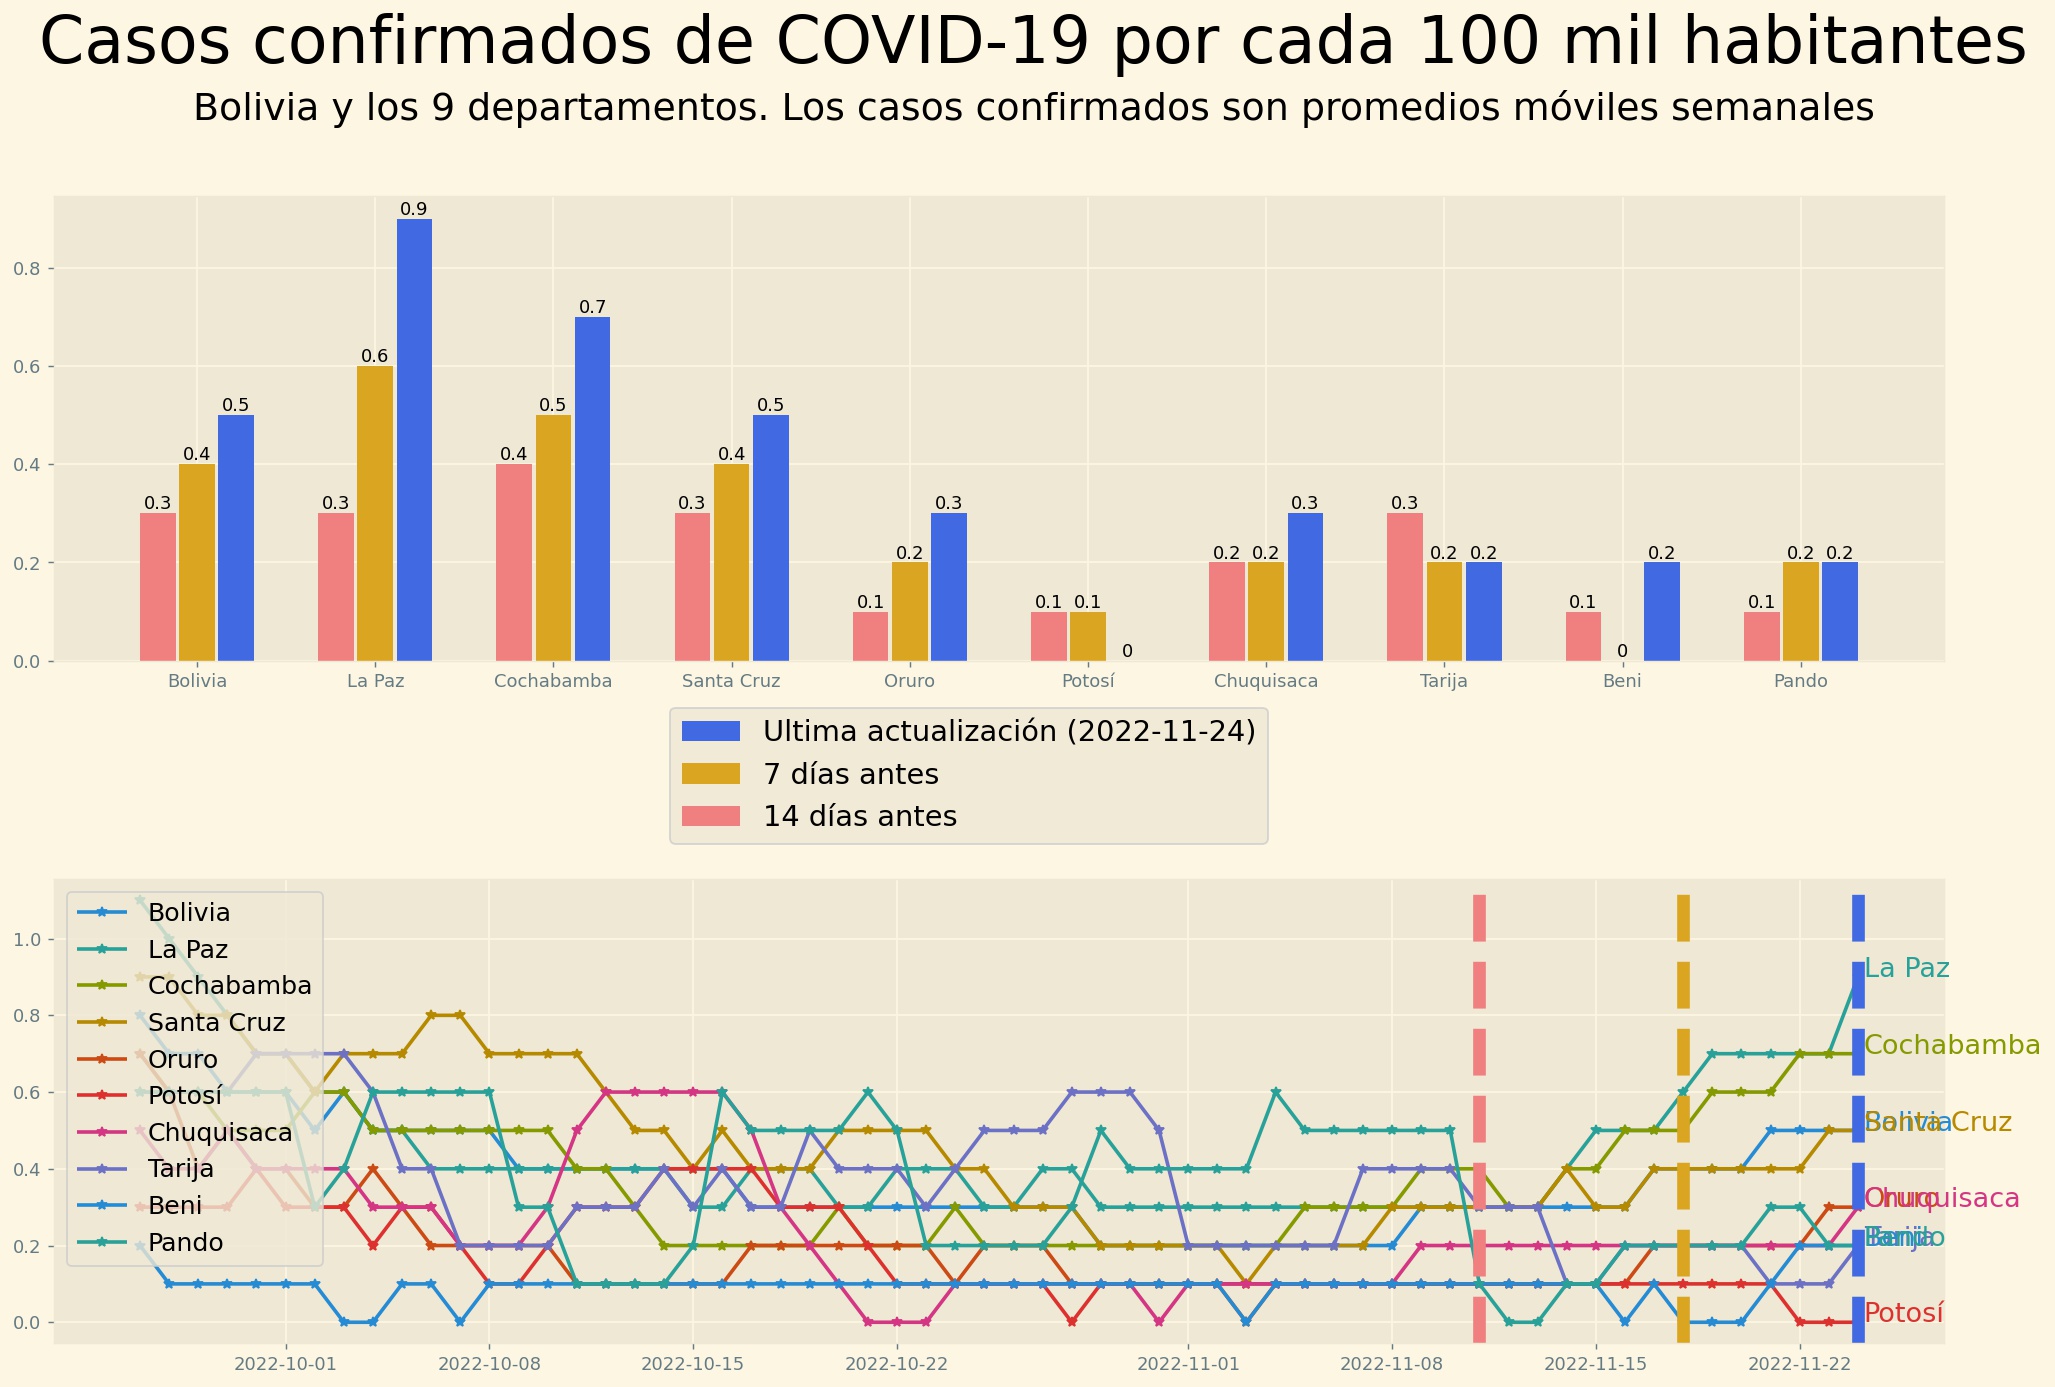 Casos confirmados de COVID-19 por cada 100 mil habitantes
Bolivia y los 9 departamentos. Los casos confirmados son promedios móviles semanales
0.8
0.6
0.4
0.2
0.0
0.3 0.4 0.5
0.3 0.6 0.9
0.4 0.5 0.7
0.3 0.4 0.5
0.1 0.2 0.3
0.1 0.1 0
0.2 0.2 0.3
0.3 0.2 0.2
0.1 0 0.2
0.1 0.2 0.2
Bolivia La Paz Cochabamba Santa Cruz Oruro Potosí Chuquisaca Tarija Beni Pando
Ultima actualización (2022-11-24)
7 días antes
14 días antes
1.0
0.8
0.6
0.4
0.2
0.0
Bolivia
La Paz
Cochabamba
Santa Cruz
Oruro
Potosí
Chuquisaca
Tarija
Beni
Pando
La Paz
Cochabamba
Bolivia
Santa Cruz
Oruro
Chuquisaca
Tarija
Beni
Pando
Potosí
2022-10-01 2022-10-08 2022-10-15 2022-10-22 2022-11-01 2022-11-08 2022-11-15 2022-11-22